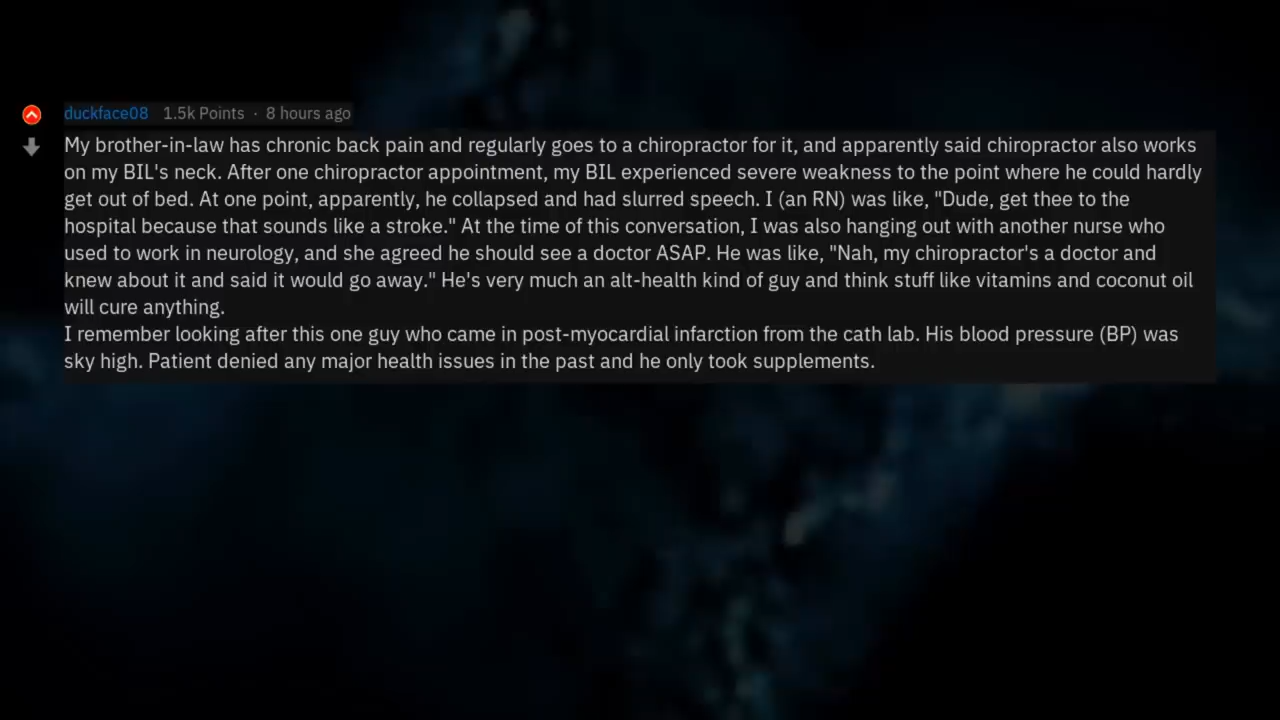 duckface08 1.5k Points · 8 hours ago
My brother-in-law has chronic back pain and regularly goes to a chiropractor for it, and apparently said chiropractor also works
on my BIL's neck. After one chiropractor appointment, my BIL experienced severe weakness to the point where he could hardly
get out of bed. At one point, apparently, he collapsed and had slurred speech. I (an RN) was like, "Dude, get thee to the
hospital because that sounds like a stroke." At the time of this conversation, I was also hanging out with another nurse who
used to work in neurology, and she agreed he should see a doctor ASAP. He was like, "Nah, my chiropractor's a doctor and
knew about it and said it would go away." He's very much an alt-health kind of guy and think stuff like vitamins and coconut oil
will cure anything.
I remember looking after this one guy who came in post-myocardial infarction from the cath lab. His blood pressure (BP) was
sky high. Patient denied any major health issues in the past and he only took supplements.